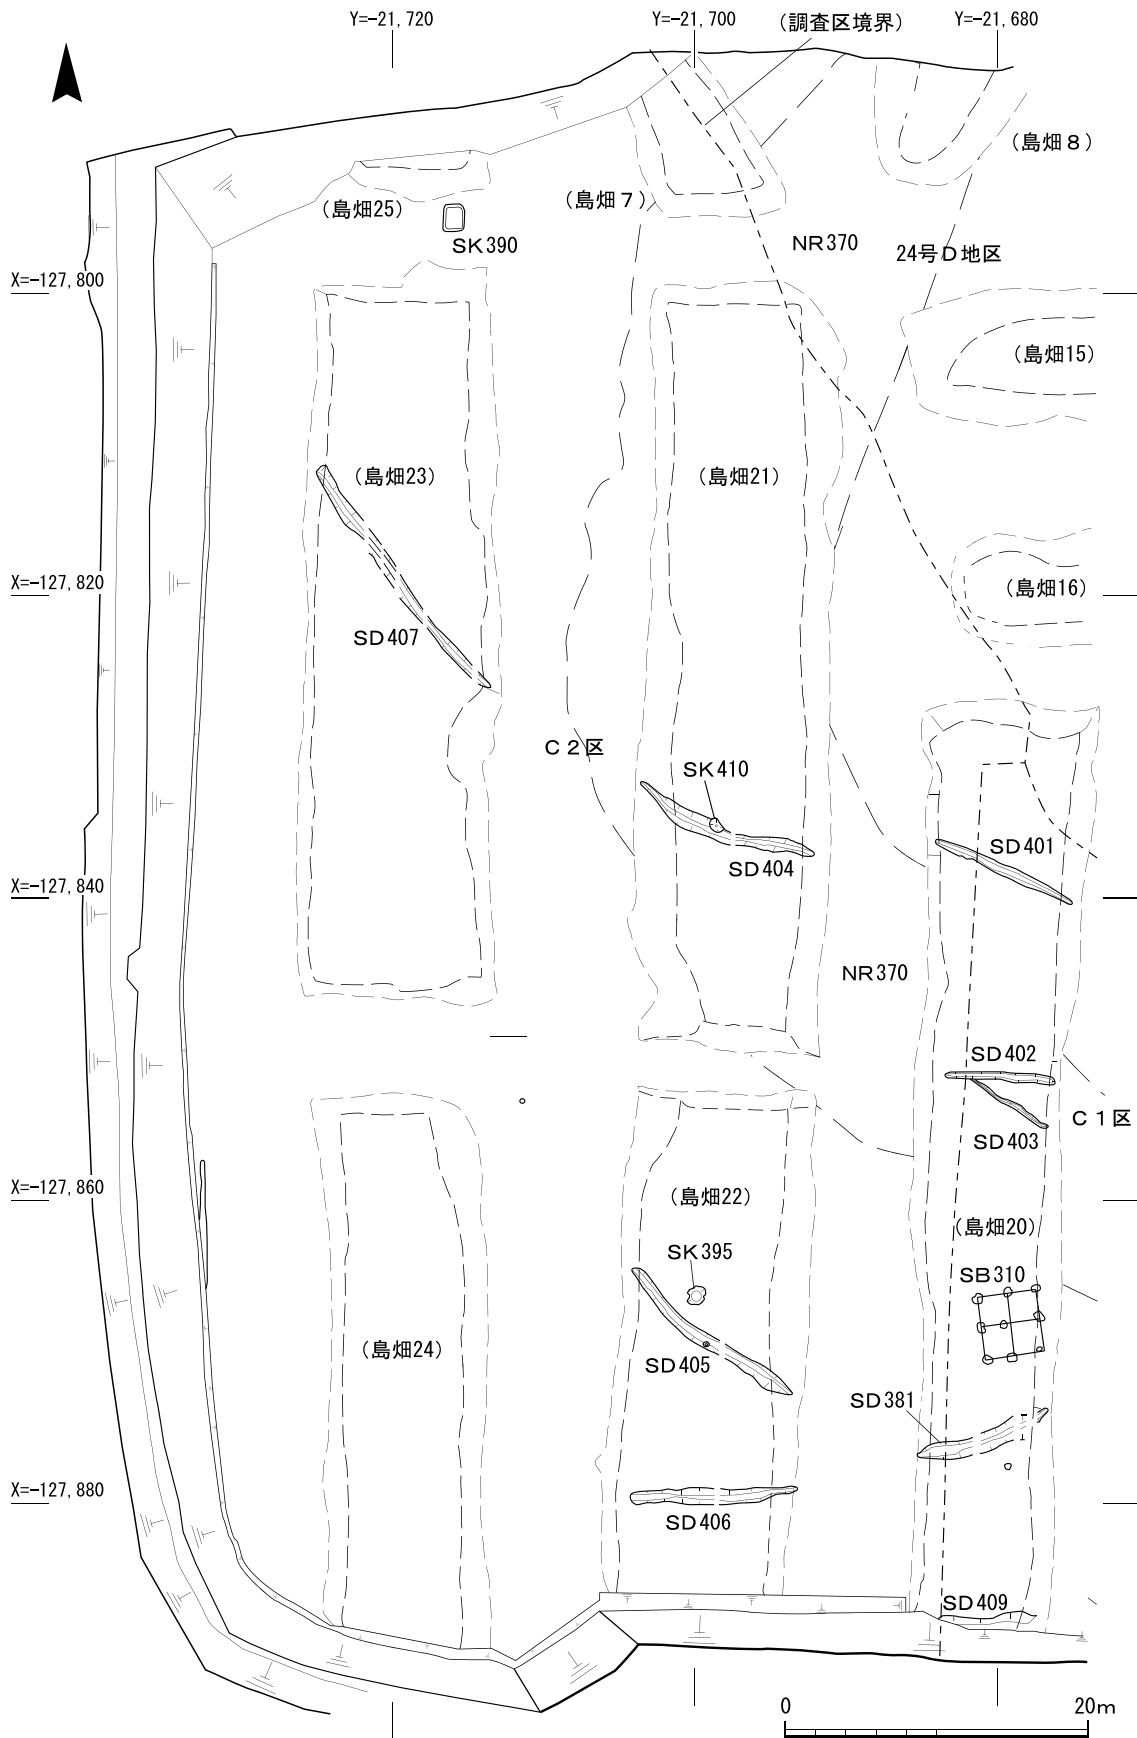 Y=-21,720
Y=-21,700
Y=-21,680
(調査区境界)
(島畑8)
(島畑25)
(島畑7)
SK390
NR370
24号D地区
X=-127,800
(島畑15)
(島畑23)
(島畑21)
X=-127,820
(島畑16)
SD407
C2区
SK410
SD401
SD404
X=-127,840
NR370
SD402
C1区
SD403
X=-127,860
(島畑22)
(島畑20)
SK395
SB310
(島畑24)
SD405
SD381
X=-127,880
SD406
SD409
0
20m